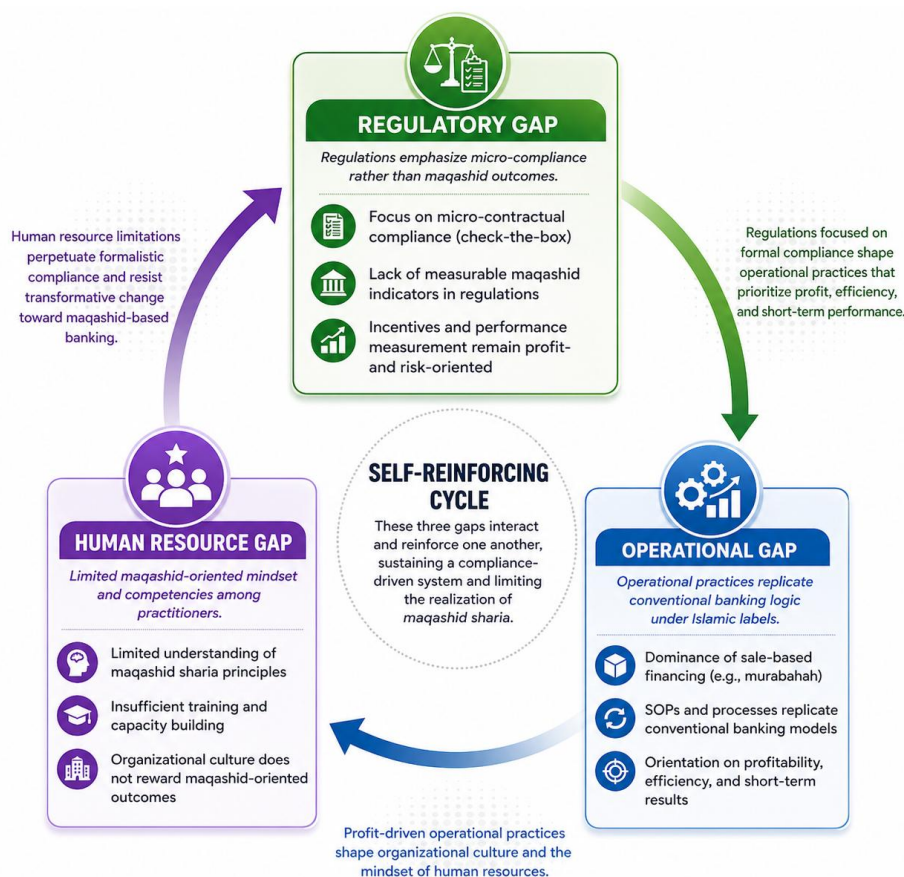 REGULATORY GAP
Regulations emphasize micro-compliance
rather than maqashid outcomes.
Focus on micro-contractual
compliance (check-the-box)
Lack of measurable maqashid
indicators in regulations
Incentives and performance
measurement remain profit-
and risk-oriented
Human resource limitations
perpetuate formalistic
compliance and resist
transformative change
toward maqashid-based
banking.
Regulations focused on
formal compliance shape
operational practices that
prioritize profit, efficiency,
and short-term performance.
SELF-REINFORCING
CYCLE
These three gaps interact
and reinforce one another,
sustaining a compliance-
driven system and limiting
the realization of
maqashid sharia.
HUMAN RESOURCE GAP
Limited maqashid-oriented mindset
and competencies among
practitioners.
Limited understanding of
maqashid sharia principles
Insufficient training and
capacity building
Organizational culture does
not reward maqashid-oriented
outcomes
OPERATIONAL GAP
Operational practices replicate
conventional banking logic
under Islamic labels.
Dominance of sale-based
financing (e.g., murabahah)
SOPs and processes replicate
conventional banking models
Orientation on profitability,
efficiency, and short-term
results
Profit-driven operational practices
shape organizational culture and the
mindset of human resources.